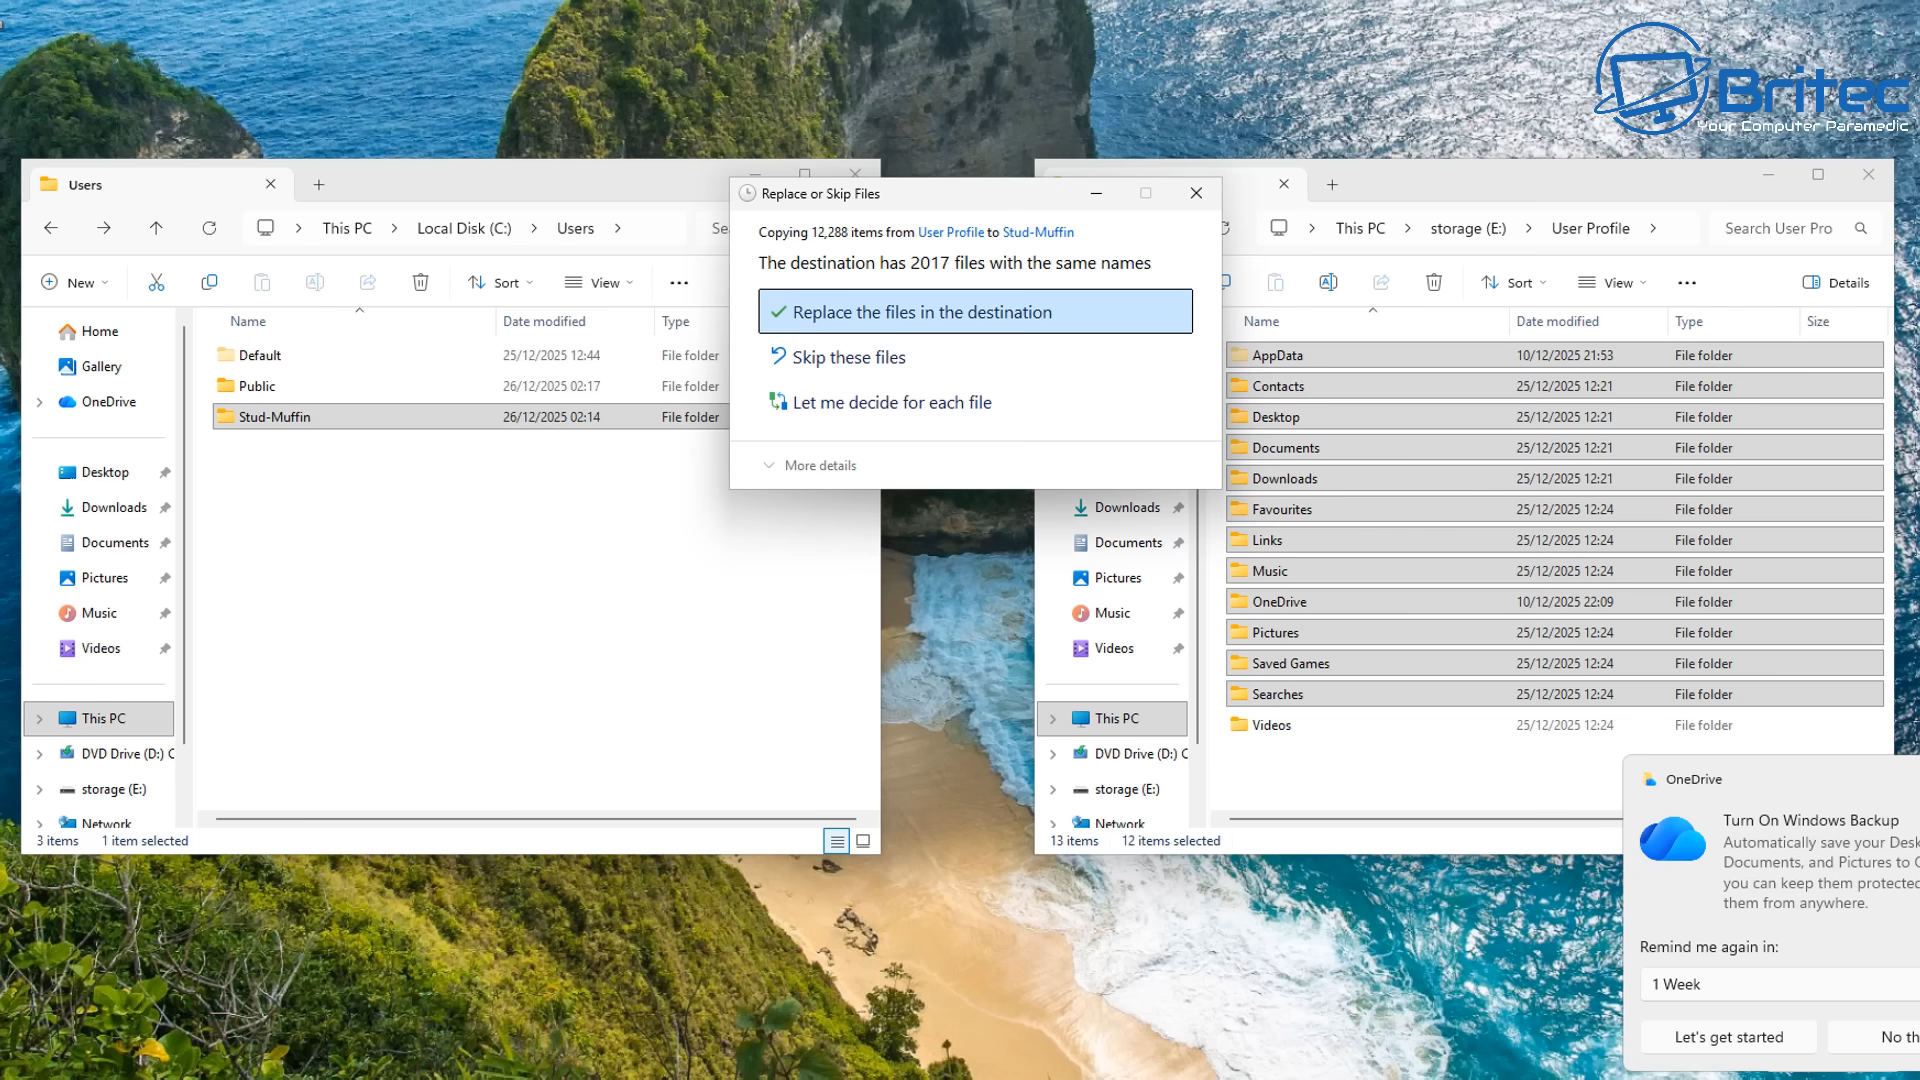 Britec
Your Computer Paramedic
Users
This PC
Local Disk (C:)
Users
New
Sort
View
Name
Date modified
Type
Default
25/12/2025 12:44
File folder
Public
26/12/2025 02:17
File folder
Stud-Muffin
26/12/2025 02:14
File folder
Home
Gallery
OneDrive
Desktop
Downloads
Documents
Pictures
Music
Videos
This PC
DVD Drive (D:) C
storage (E:)
Network
3 items
1 item selected
Replace or Skip Files
Copying 12,288 items from User Profile to Stud-Muffin
The destination has 2017 files with the same names
Replace the files in the destination
Skip these files
Let me decide for each file
More details
This PC
storage (E:)
User Profile
Search User Pro
Sort
View
Details
Name
Date modified
Type
Size
AppData
10/12/2025 21:53
File folder
Contacts
25/12/2025 12:21
File folder
Desktop
25/12/2025 12:21
File folder
Documents
25/12/2025 12:21
File folder
Downloads
25/12/2025 12:21
File folder
Favourites
25/12/2025 12:24
File folder
Links
25/12/2025 12:24
File folder
Music
25/12/2025 12:24
File folder
OneDrive
10/12/2025 22:09
File folder
Pictures
25/12/2025 12:24
File folder
Saved Games
25/12/2025 12:24
File folder
Searches
25/12/2025 12:24
File folder
Videos
25/12/2025 12:24
File folder
Downloads
Documents
Pictures
Music
Videos
This PC
DVD Drive (D:) C
storage (E:)
Network
13 items
12 items selected
OneDrive
Turn On Windows Backup
Automatically save your Desk
Documents, and Pictures to
you can keep them protected
them from anywhere.
Remind me again in:
1 Week
Let's get started
No th